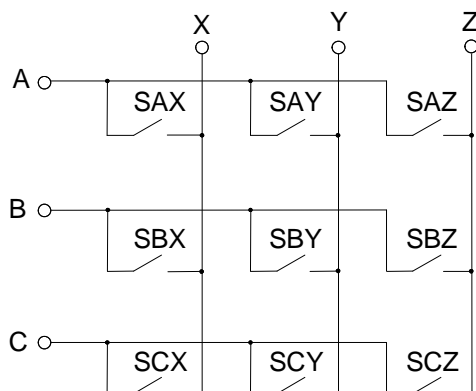 X Y Z
A
SAX SAY SAZ
B
SBX SBY SBZ
C
SCX SCY SCZ